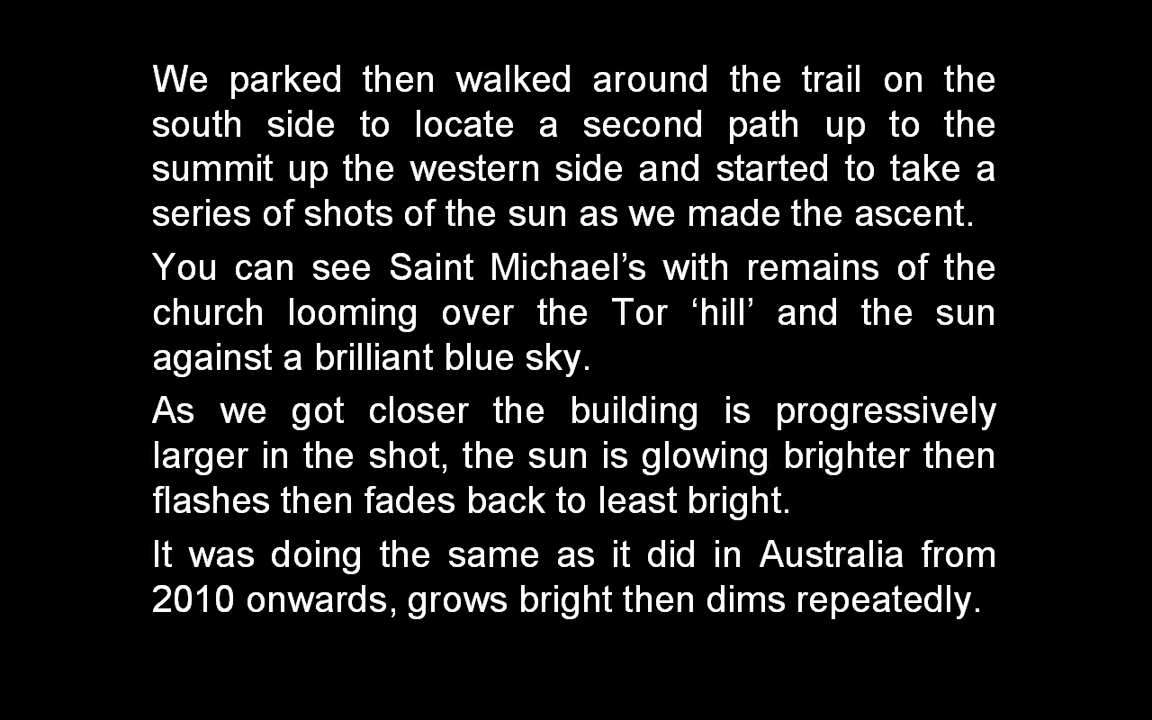 We parked then walked around the trail on the
south side to locate a second path up to the
summit up the western side and started to take a
series of shots of the sun as we made the ascent.
You can see Saint Michael’s with remains of the
church looming over the Tor ‘hill’ and the sun
against a brilliant blue sky.
As we got closer the building is progressively
larger in the shot, the sun is glowing brighter then
flashes then fades back to least bright.
It was doing the same as it did in Australia from
2010 onwards, grows bright then dims repeatedly.